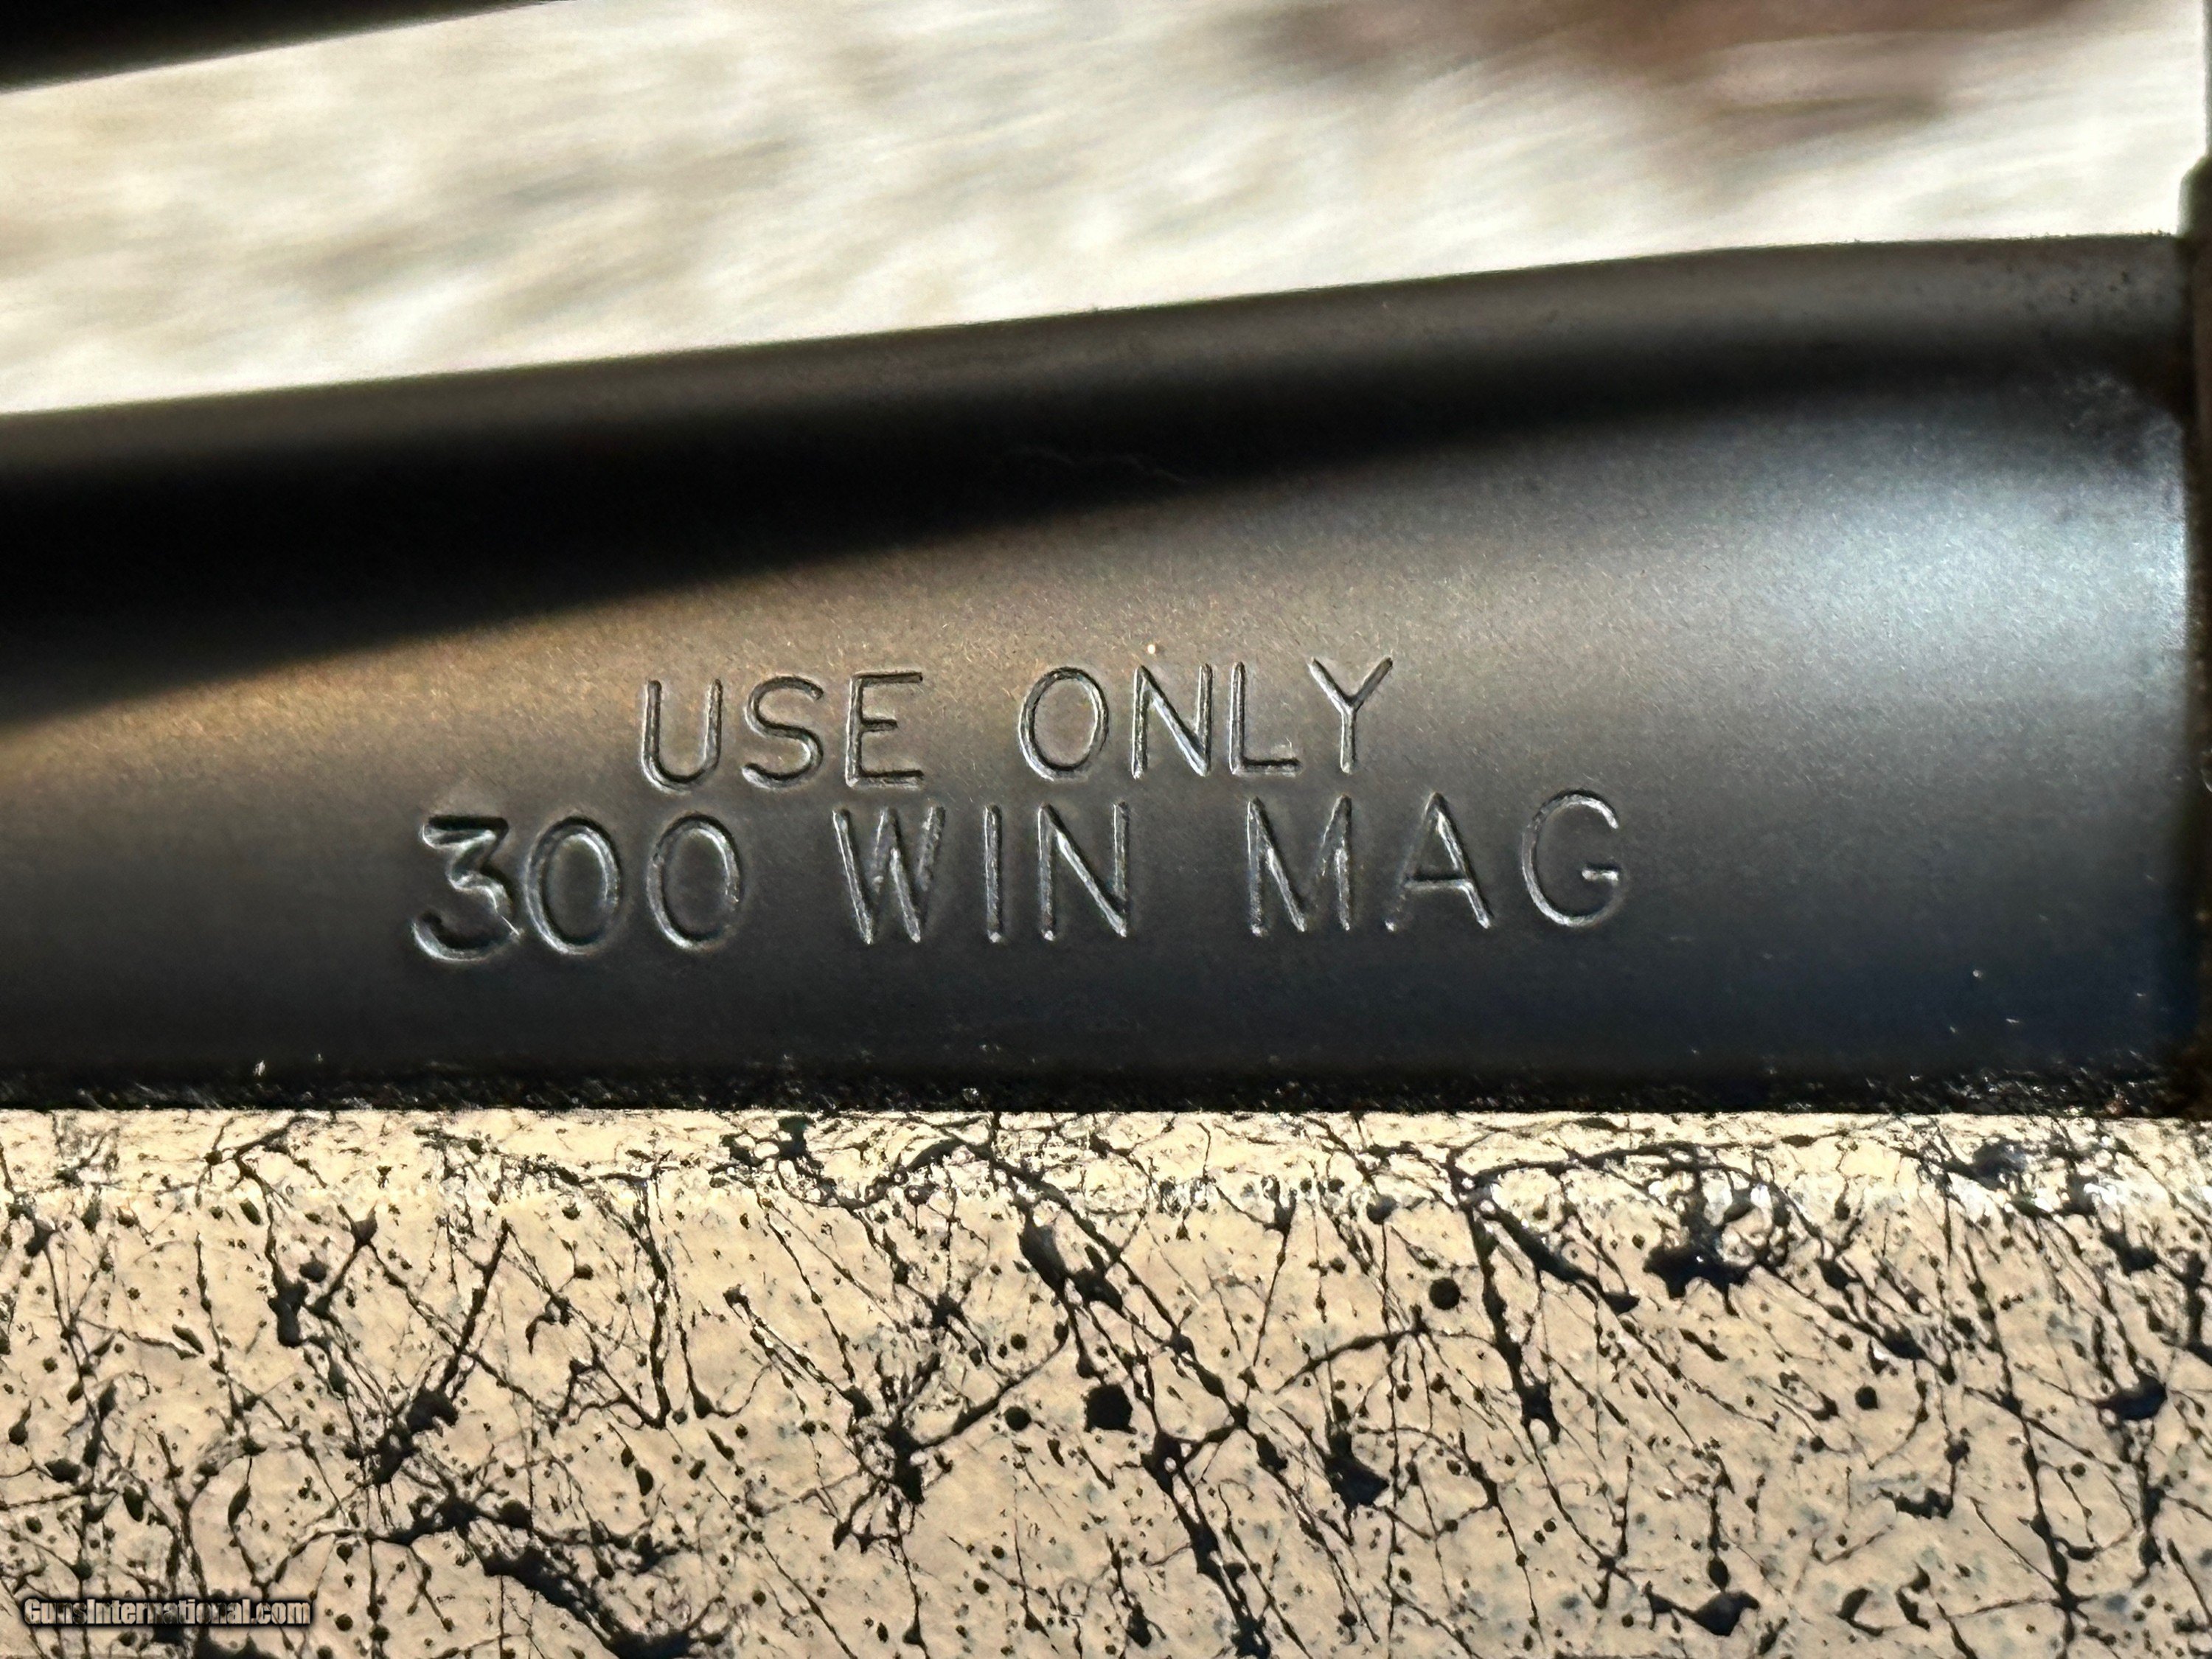 USE ONLY
300 WIN MAG
GunsInternational.com